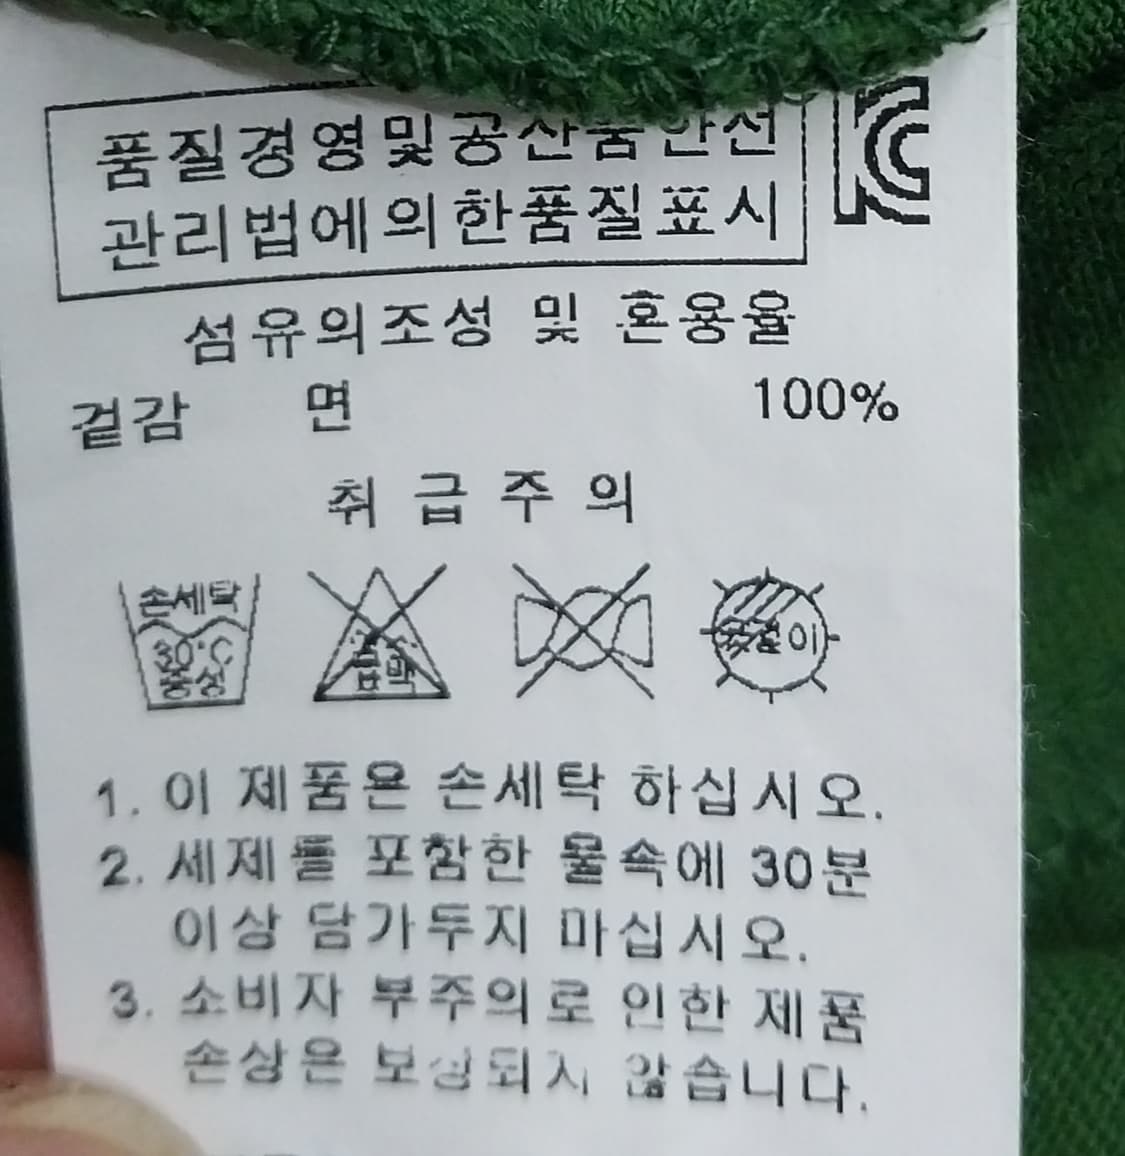 품질경영및공산품안전
관리법에의한품질표시
섬유의조성 및 혼용율
겉감 면 100%
취급주의
손세탁
30°C
중성
표백
옷걸이
1. 이 제품은 손세탁 하십시오.
2. 세제를 포함한 물속에 30분
이상 담가두지 마십시오.
3. 소비자 부주의로 인한 제품
손상은 보상되지 않습니다.